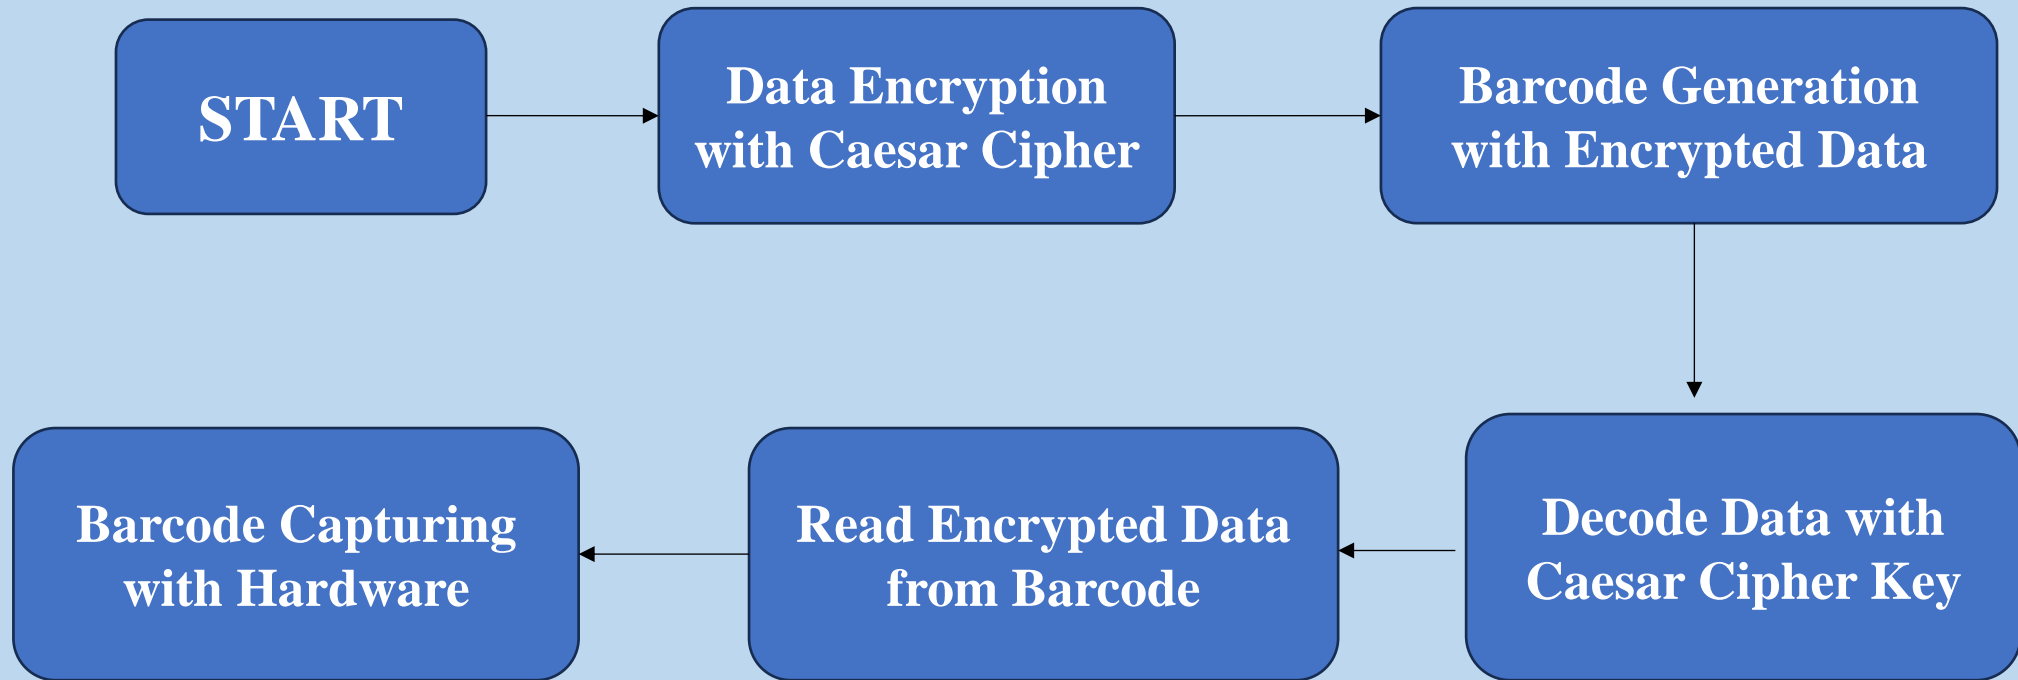 START
Data Encryption
with Caesar Cipher
Barcode Generation
with Encrypted Data
Barcode Capturing
with Hardware
Read Encrypted Data
from Barcode
Decode Data with
Caesar Cipher Key